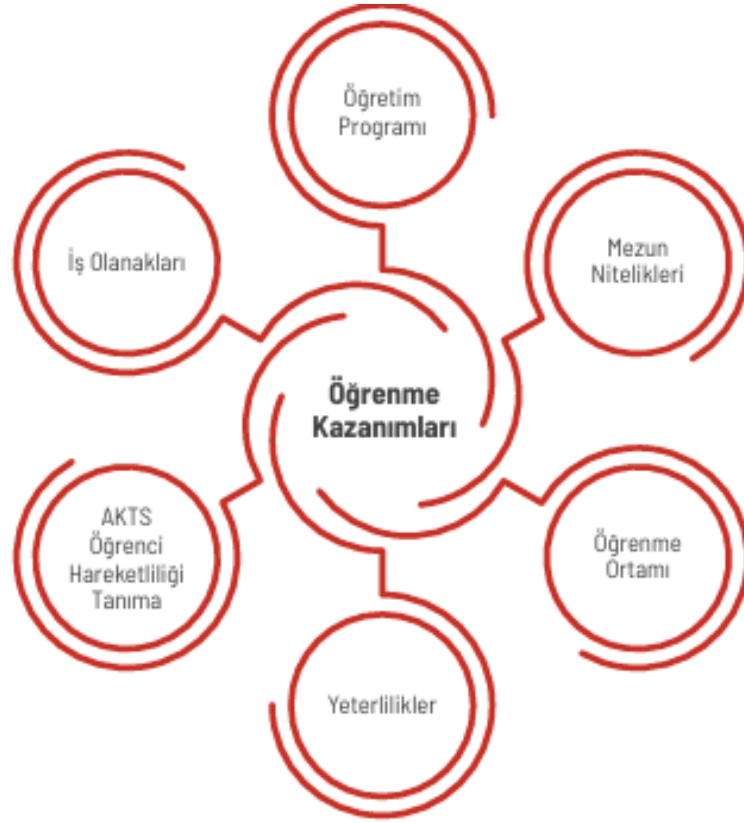 Öğretim
Programı
Mezun
Nitelikleri
İş Olanakları
Öğrenme
Kazanımları
AKTS
Öğrenci
Hareketliliği
Tanıma
Öğrenme
Ortamı
Yeterlilikler